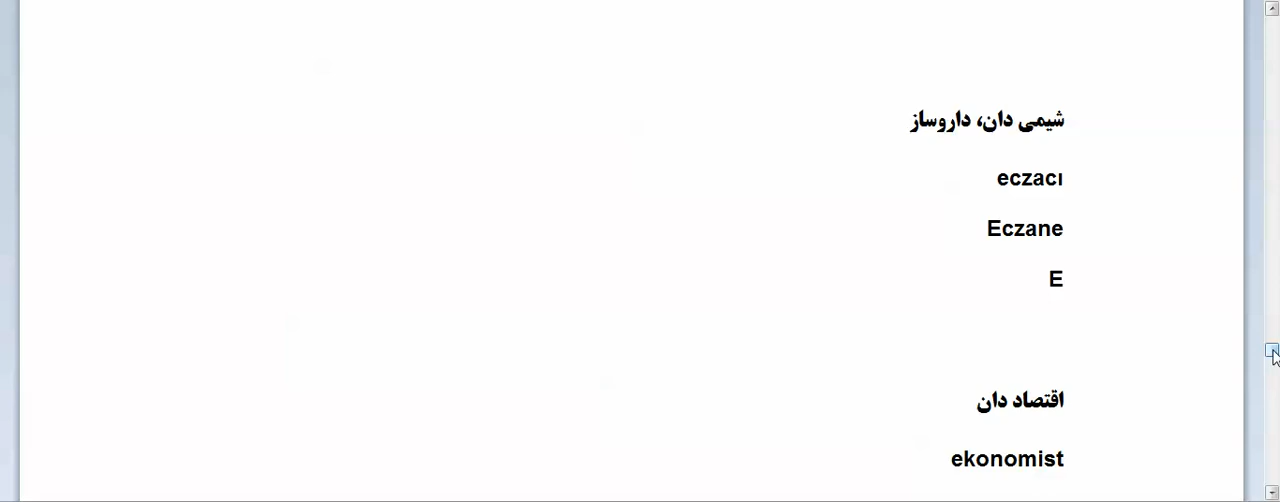 شیمی دان، داروساز
eczacı
Eczane
E
اقتصاد دان
ekonomist